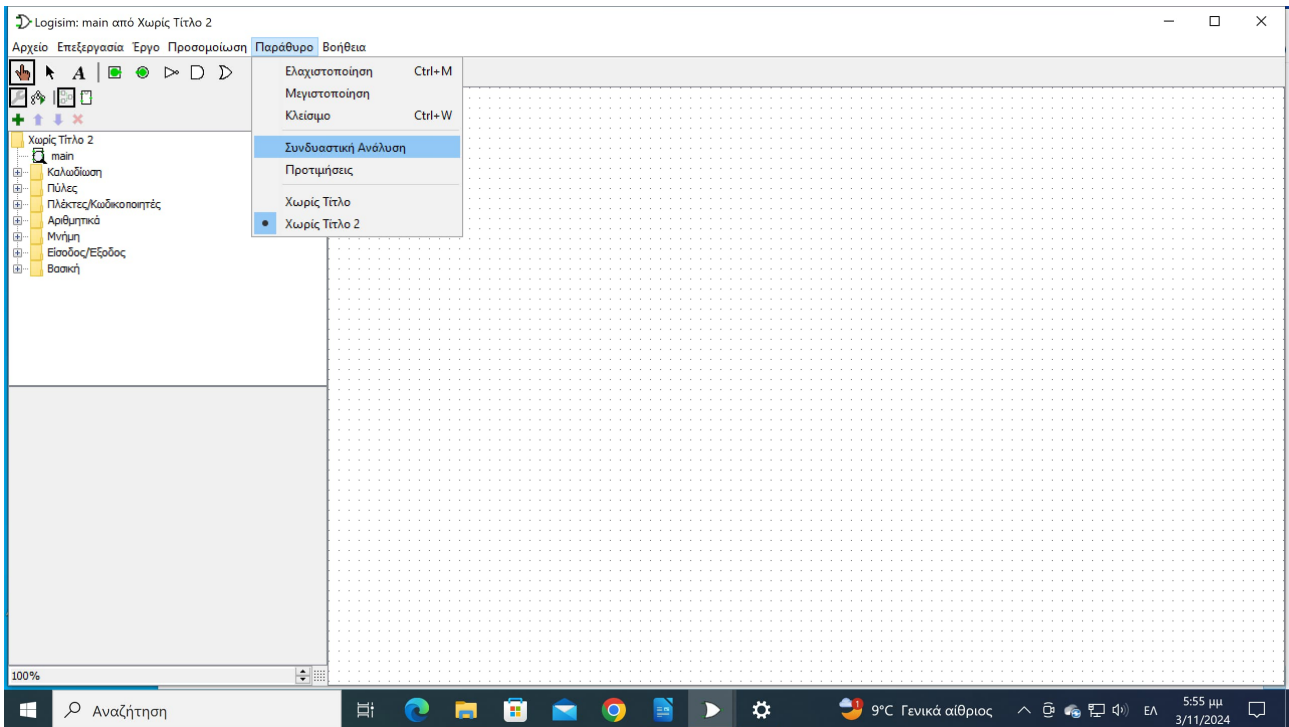 Logisim: main από Χωρίς Τίτλο 2
Αρχείο Επεξεργασία Έργο Προσομοίωση Παράθυρο Βοήθεια
A
Ελαχιστοποίηση Ctrl+M
Μεγιστοποίηση
Κλείσιμο Ctrl+W
Συνδυαστική Ανάλυση
Προτιμήσεις
Χωρίς Τίτλο
Χωρίς Τίτλο 2
Χωρίς Τίτλο 2
main
Καλωδίωση
Πύλες
Πλέκτες/Κωδικοποιητές
Αριθμητικά
Μνήμη
Είσοδος/Έξοδος
Βασική
100%
Αναζήτηση
1
9°C Γενικά αίθριος
ΕΛ
5:55 μμ
3/11/2024